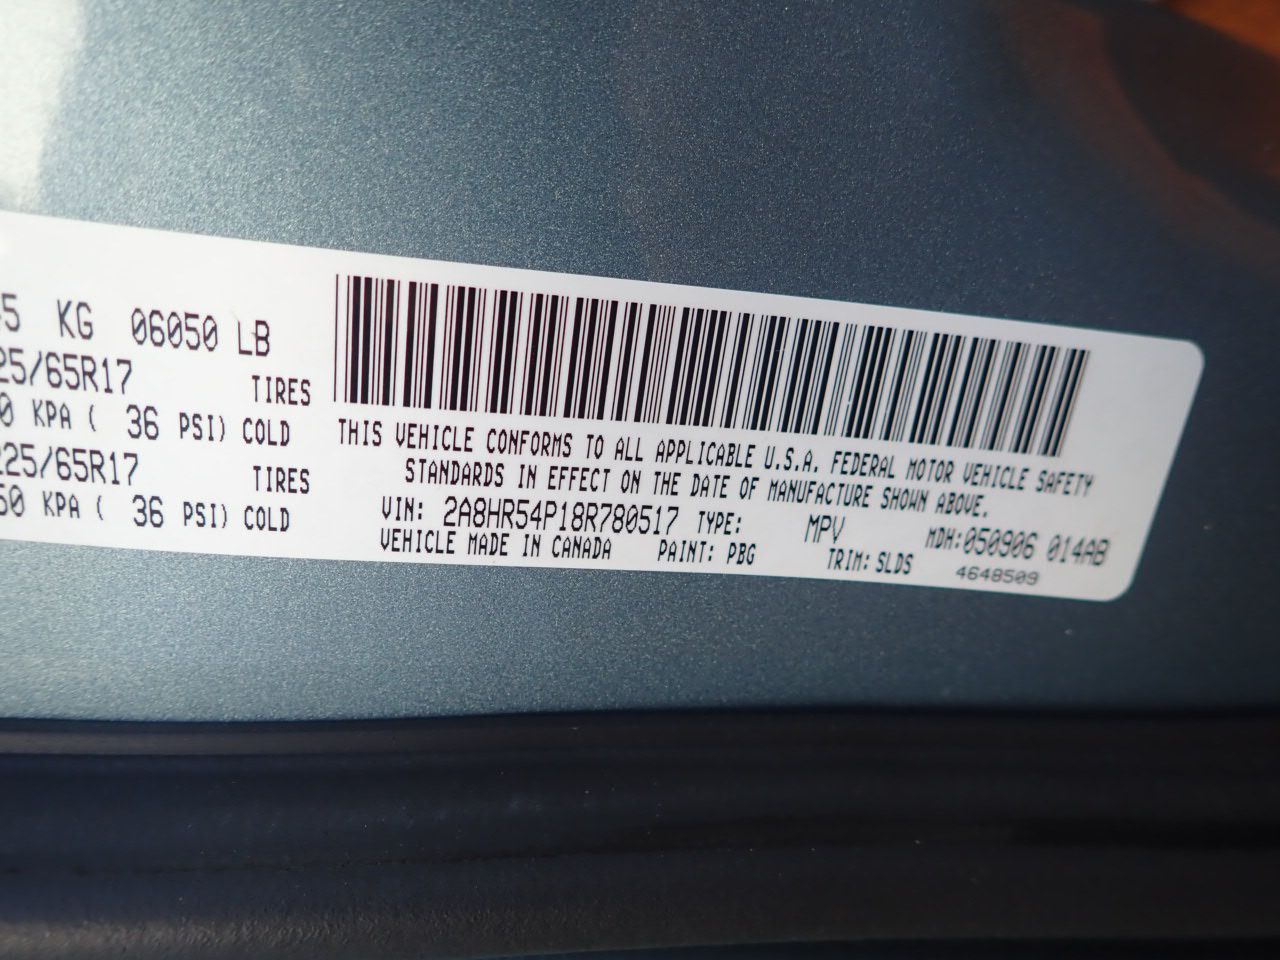 5 KG 06050 LB
25/65R17 TIRES
0 KPA ( 36 PSI) COLD
225/65R17 TIRES
50 KPA ( 36 PSI) COLD
THIS VEHICLE CONFORMS TO ALL APPLICABLE U.S.A. FEDERAL MOTOR VEHICLE SAFETY
STANDARDS IN EFFECT ON THE DATE OF MANUFACTURE SHOWN ABOVE.
VIN: 2A8HR54P18R780517 TYPE: MPV MDH:050906 014AB
VEHICLE MADE IN CANADA PAINT: PBG TRIM: SLDS 4648509